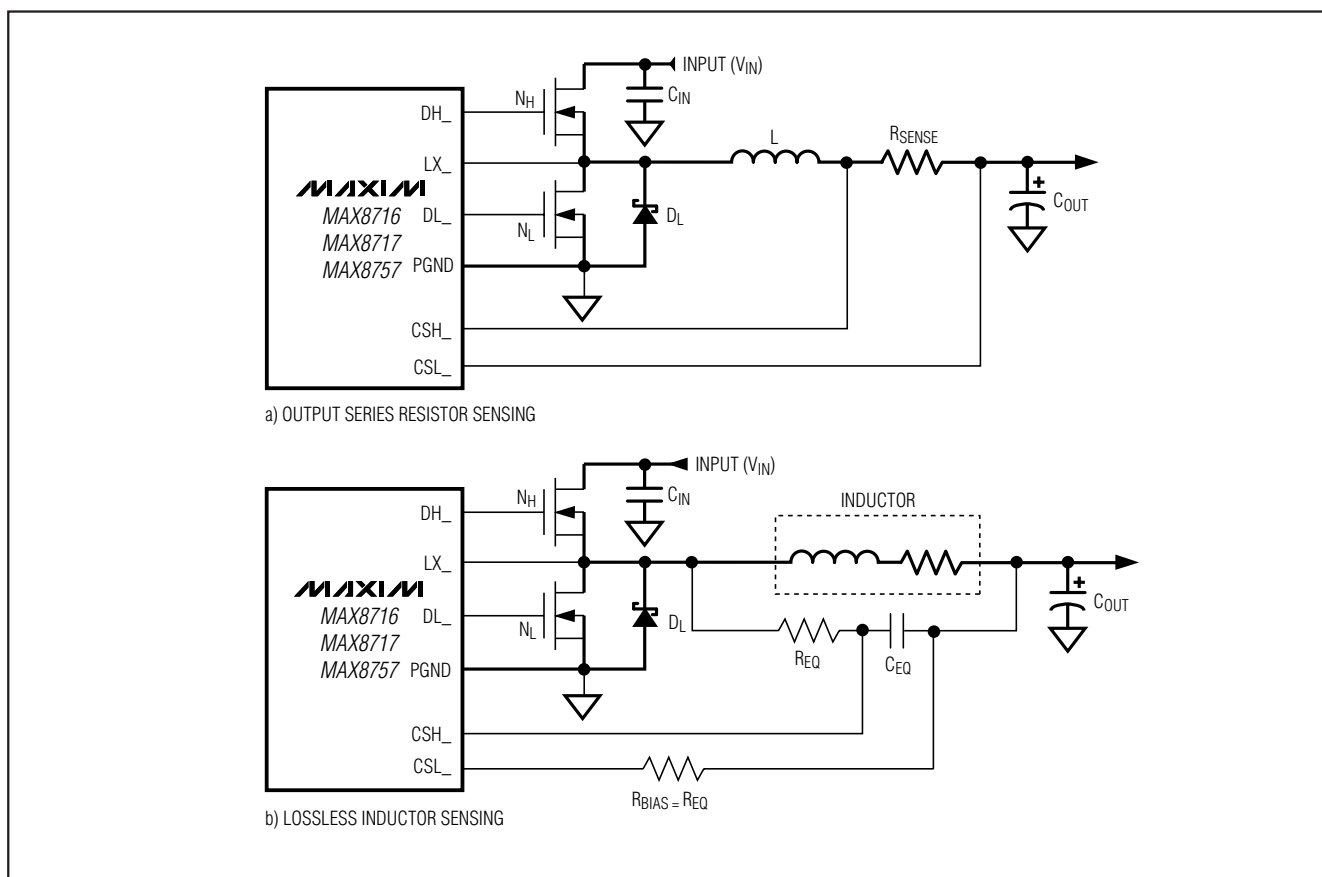 INPUT (VIN)
NH
CIN
DH_
L
RSENSE
LX_
MAXIM
MAX8716
DL_
+
COUT
NL
DL
MAX8717
MAX8757
PGND
CSH_
CSL_
a) OUTPUT SERIES RESISTOR SENSING
INPUT (VIN)
NH
CIN
INDUCTOR
DH_
LX_
MAXIM
MAX8716
DL_
+
COUT
NL
DL
MAX8717
REQ
CEQ
MAX8757
PGND
CSH_
CSL_
RBIAS = REQ
b) LOSSLESS INDUCTOR SENSING